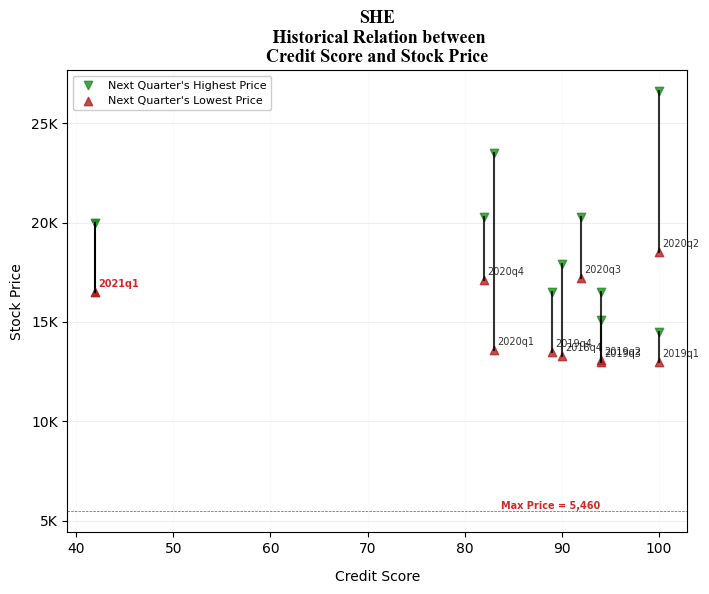 SHE
Historical Relation between
Credit Score and Stock Price
Next Quarter's Highest Price
Next Quarter's Lowest Price
25K
20K
15K
10K
5K
Stock Price
2020q2
2020q4
2020q3
2021q1
2020q1
2019q4
2018q4
2019q2
2019q3
2019q1
Max Price = 5,460
40
50
60
70
80
90
100
Credit Score